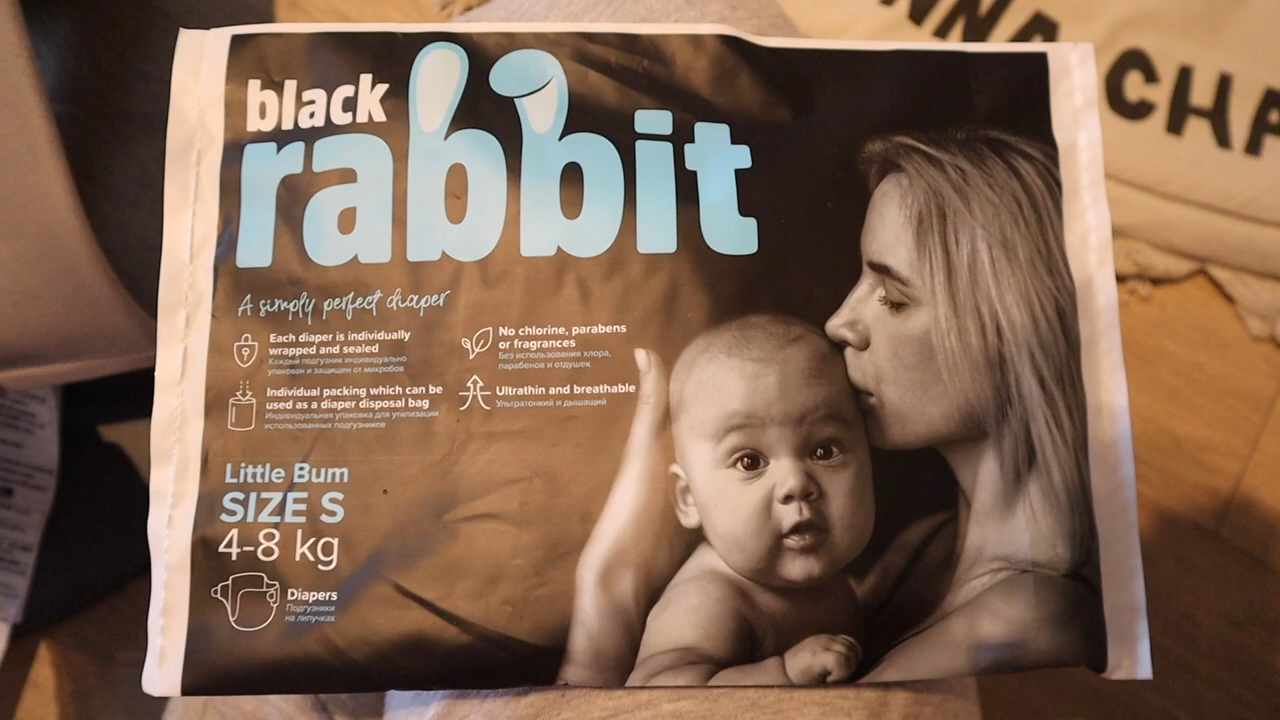 black
rabbit
A simply perfect diaper
Each diaper is individually
wrapped and sealed
Каждый подгузник индивидуально
упакован и защищен от микробов
Individual packing which can be
used as a diaper disposal bag
Индивидуальная упаковка для утилизации
использованных подгузников
No chlorine, parabens
or fragrances
Без использования хлора,
парабенов и отдушек
Ultrathin and breathable
Ультратонкий и дышащий
Little Bum
SIZE S
4-8 kg
Diapers
Подгузники
на липучках
NNA
CHA